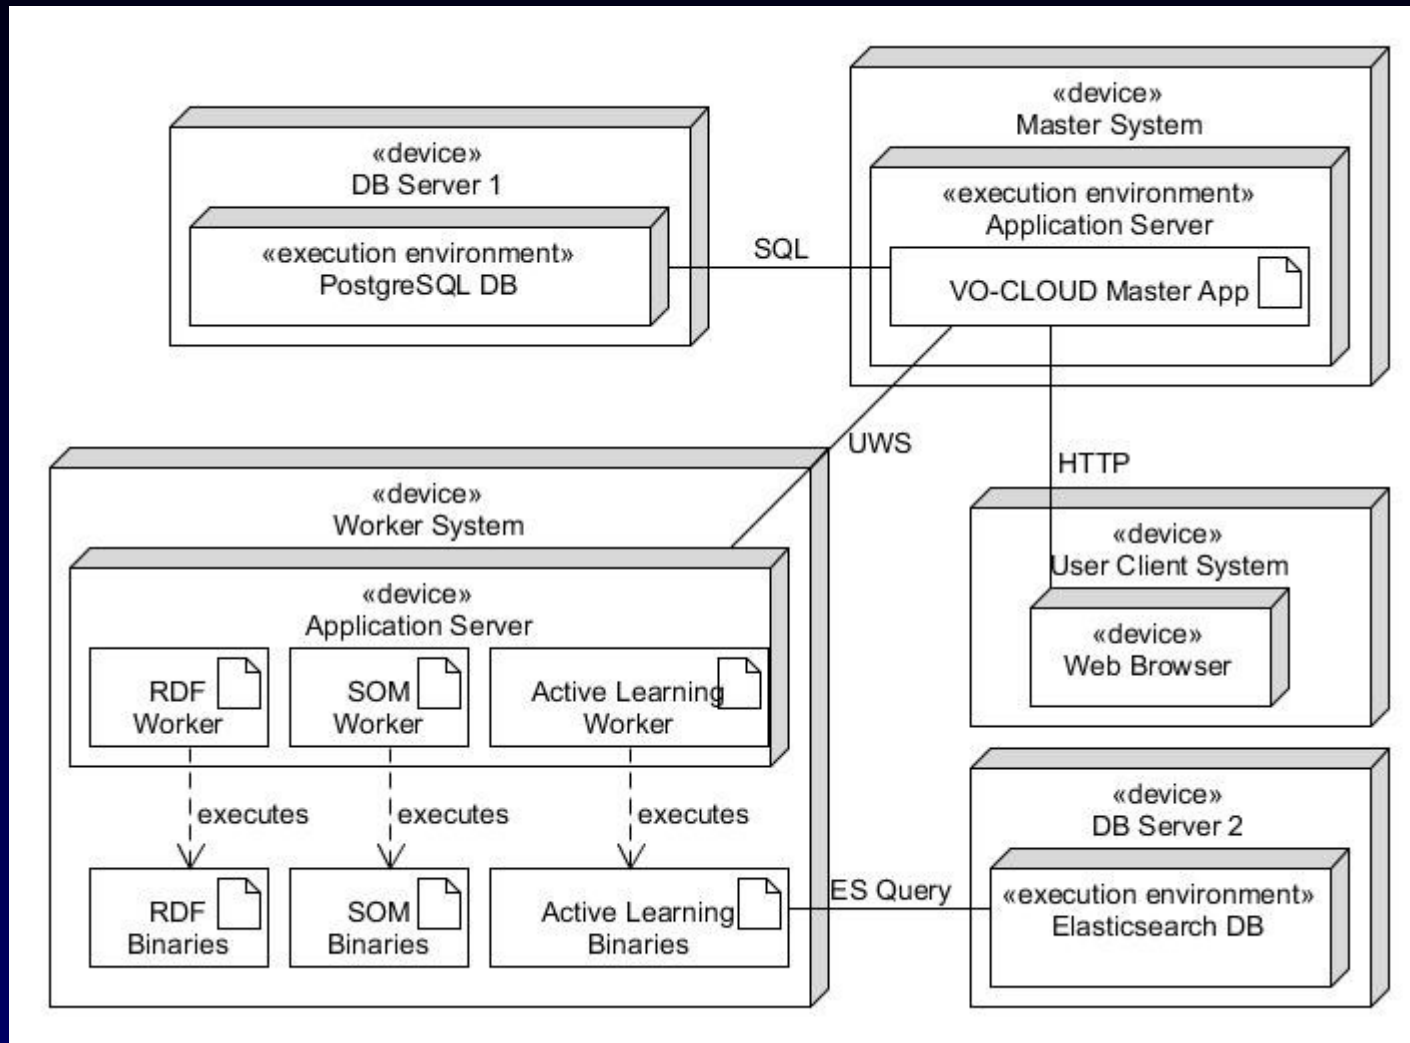 «device»
Master System
«execution environment»
Application Server
VO-CLOUD Master App
«device»
DB Server 1
«execution environment»
PostgreSQL DB
SQL
UWS
HTTP
«device»
Worker System
«device»
Application Server
RDF
Worker
SOM
Worker
Active Learning
Worker
executes
executes
executes
RDF
Binaries
SOM
Binaries
Active Learning
Binaries
«device»
User Client System
«device»
Web Browser
ES Query
«device»
DB Server 2
«execution environment»
Elasticsearch DB